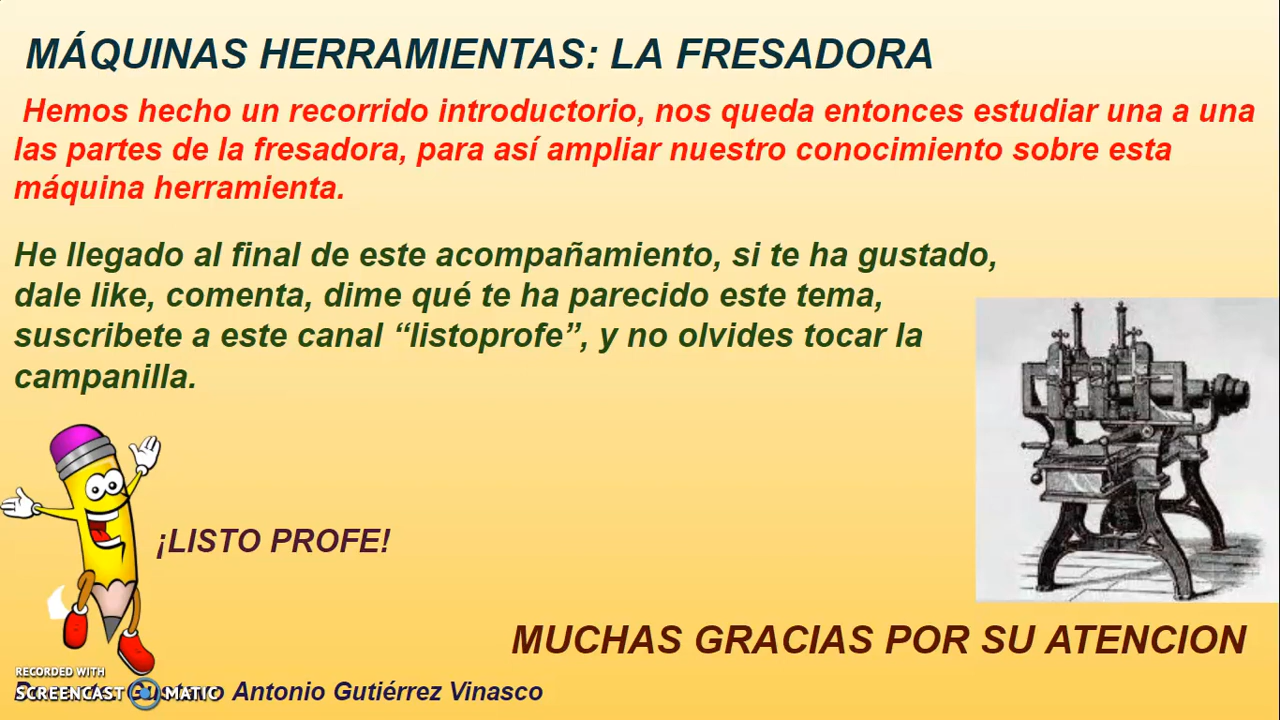 MÁQUINAS HERRAMIENTAS: LA FRESADORA
Hemos hecho un recorrido introductorio, nos queda entonces estudiar una a una
las partes de la fresadora, para así ampliar nuestro conocimiento sobre esta
máquina herramienta.
He llegado al final de este acompañamiento, si te ha gustado,
dale like, comenta, dime qué te ha parecido este tema,
suscribete a este canal “listoprofe”, y no olvides tocar la
campanilla.
¡LISTO PROFE!
MUCHAS GRACIAS POR SU ATENCION
RECORDED WITH
SCREENCAST MATIC
Antonio Gutiérrez Vinasco